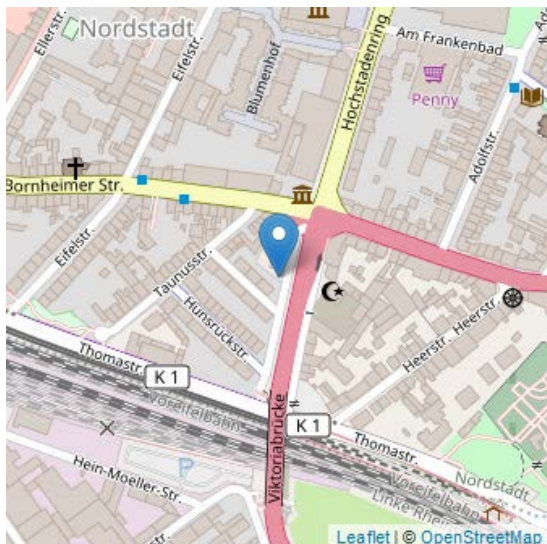 Nordstadt
Ellerstr.
Eifelstr.
Blumenhof
Hochstadenring
Am Frankenbad
Penny
Adolfstr.
Bornheimer Str.
Eifelstr.
Taunusstr.
Hunsrückstr.
Heerstr.
Heerstr.
Thomastr.
K 1
Voreifelbahn
Viktoriabrücke
K 1
Thomastr.
Hein-Moeller-Str.
P
Nordstadt
Voreifelbahn
Linke Rhei
Leaflet | © OpenStreetMap